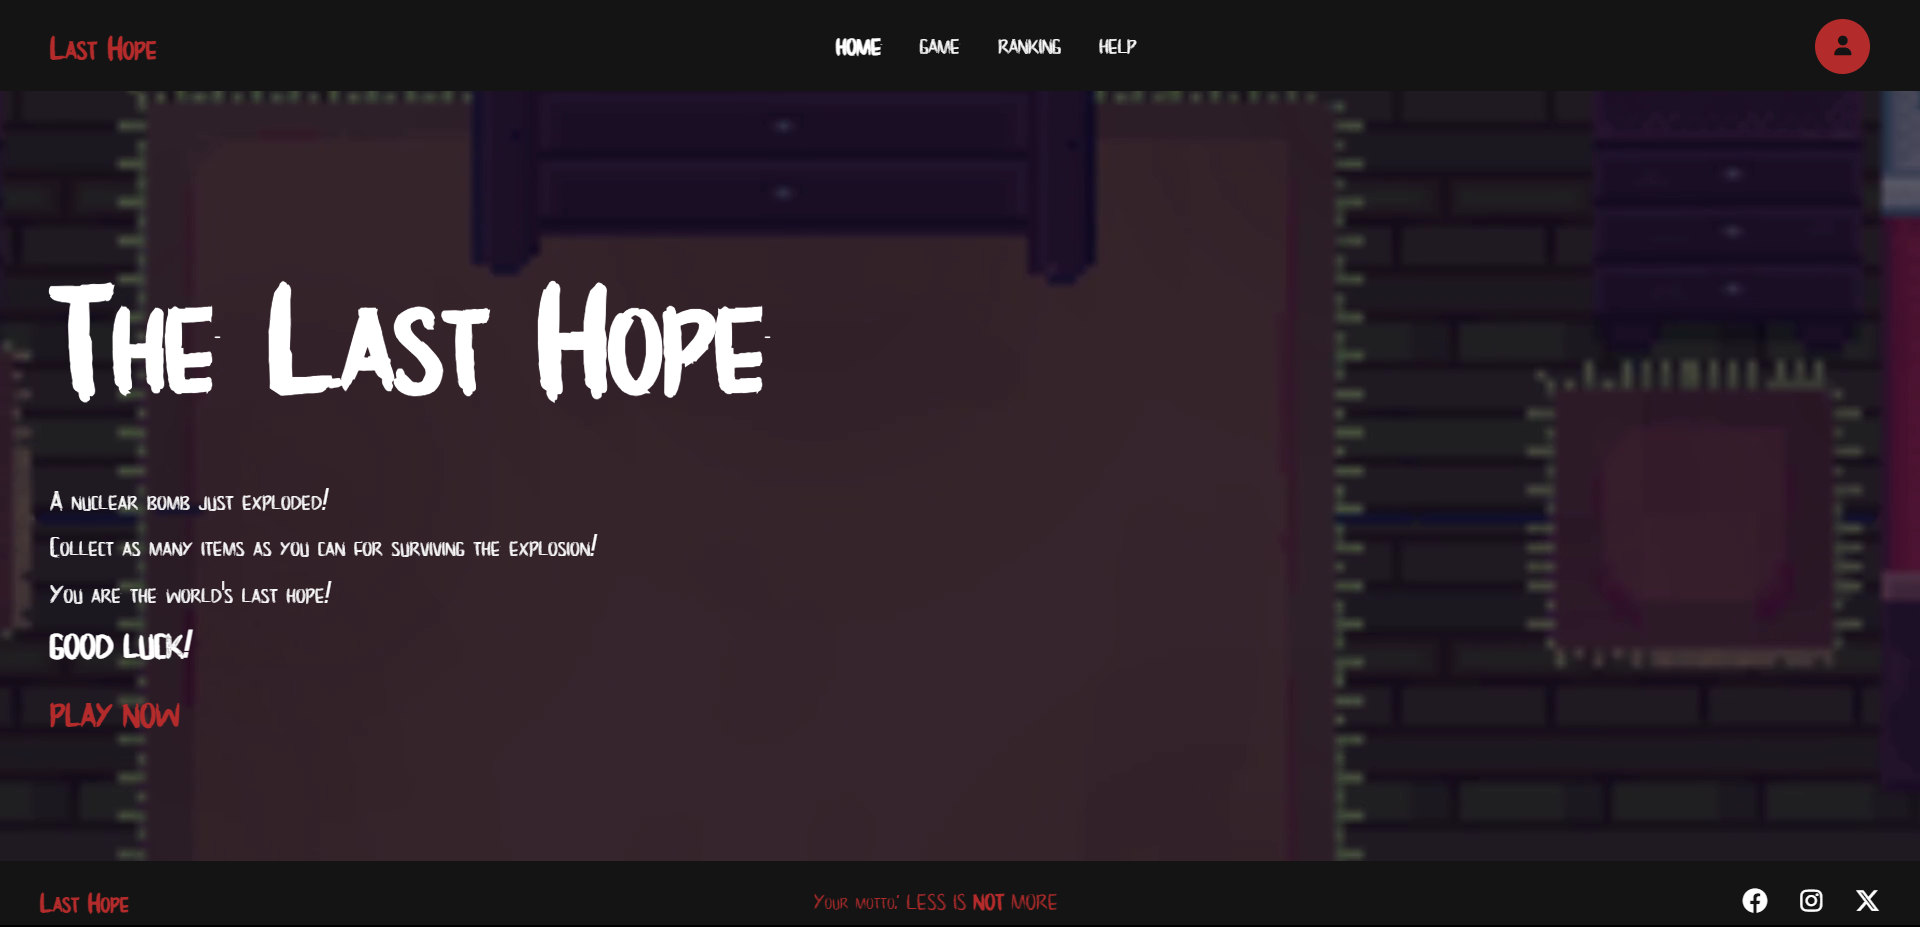 Last Hope
HOME GAME RANKING HELP
The Last Hope
A nuclear bomb just exploded!
Collect as many items as you can for surviving the explosion!
You are the world's last hope!
GOOD LUCK!
PLAY NOW
Last Hope
Your motto: LESS IS NOT MORE